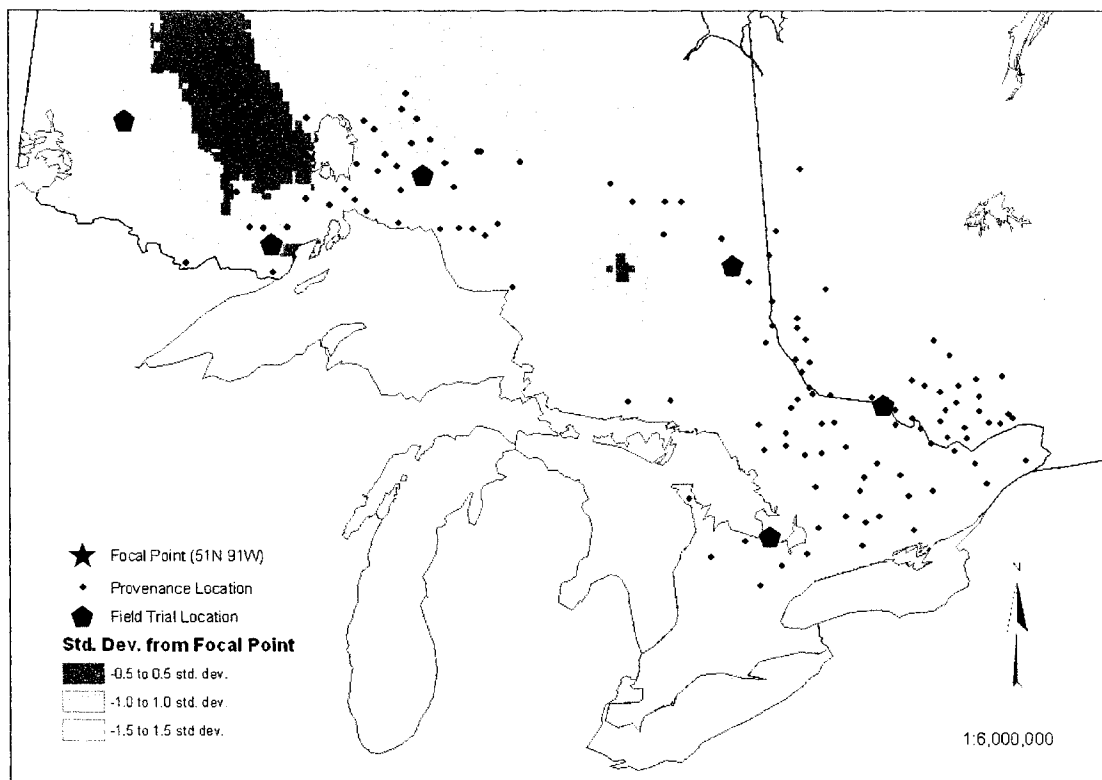 Focal Point (51N 91W)
Provenance Location
Field Trial Location
Std. Dev. from Focal Point
-0.5 to 0.5 std. dev.
-1.0 to 1.0 std. dev.
-1.5 to 1.5 std dev.
N
1:6,000,000